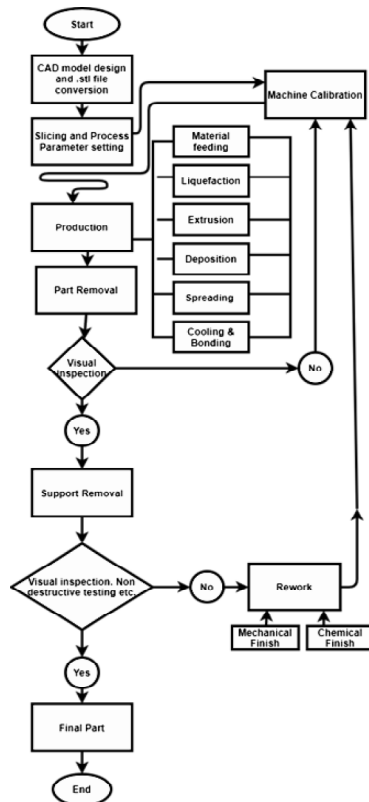 Start
CAD model design
and .stl file
conversion
Machine Calibration
Slicing and Process
Parameter setting
Material
feeding
Liquefaction
Production
Extrusion
Deposition
Part Removal
Spreading
Cooling &
Bonding
Visual
inspection
No
Yes
Support Removal
Visual inspection. Non
destructive testing etc.
No
Rework
Mechanical
Finish
Chemical
Finish
Yes
Final Part
End